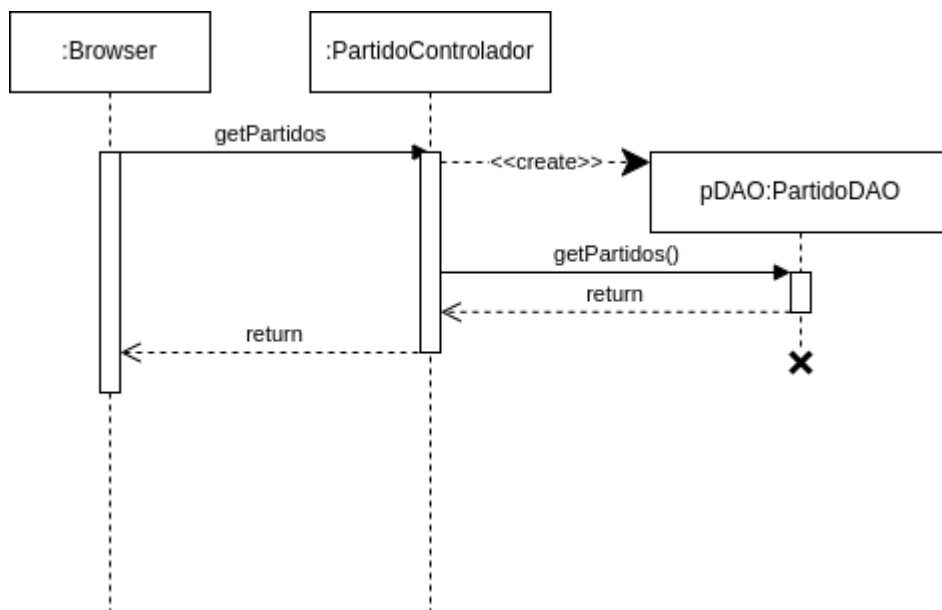 :Browser
:PartidoControlador
getPartidos
<<create>>
pDAO:PartidoDAO
getPartidos()
return
return